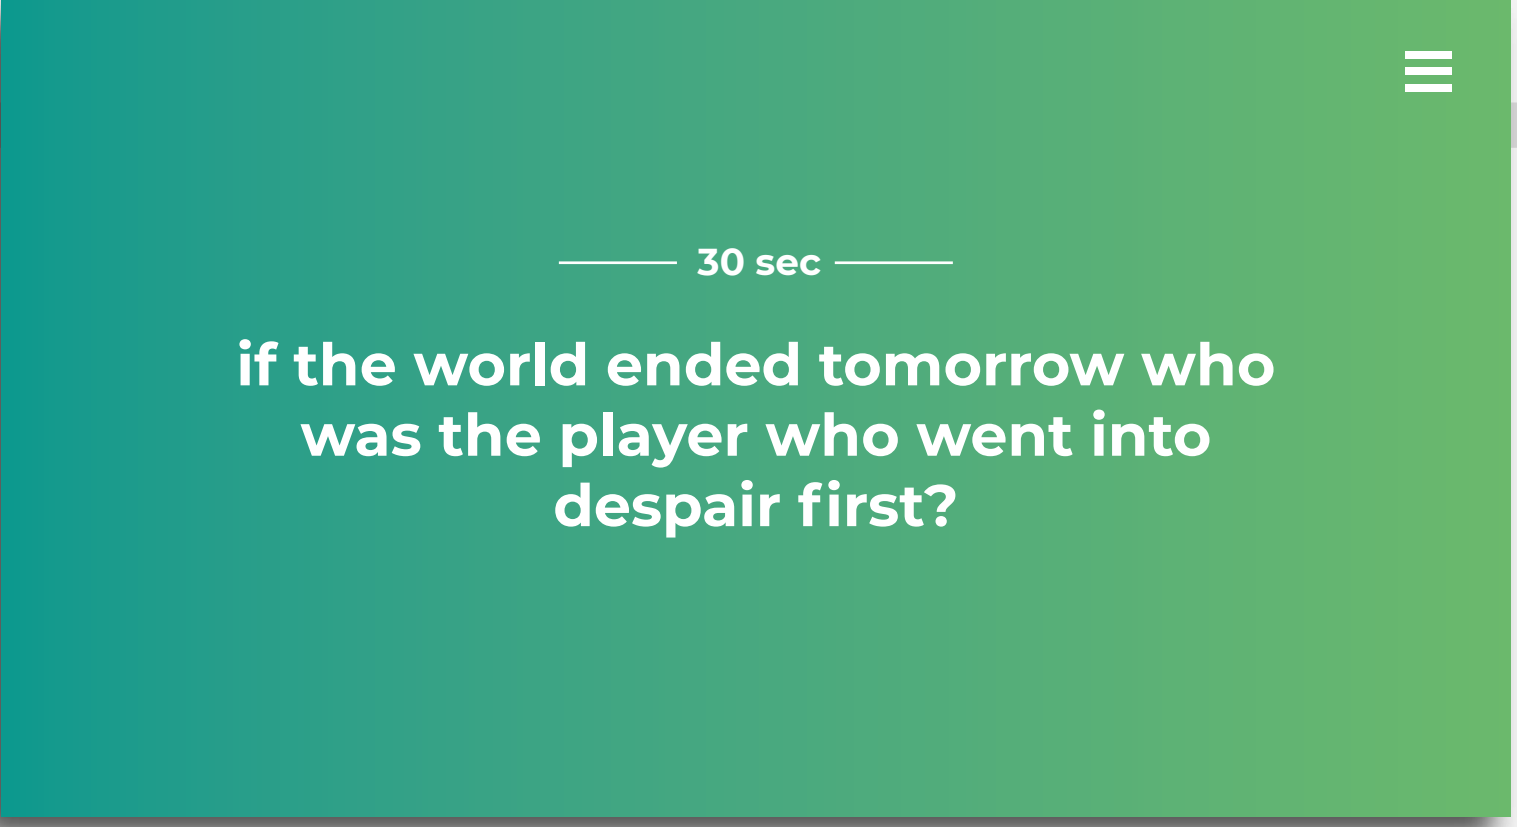 30 sec
if the world ended tomorrow who
was the player who went into
despair first?